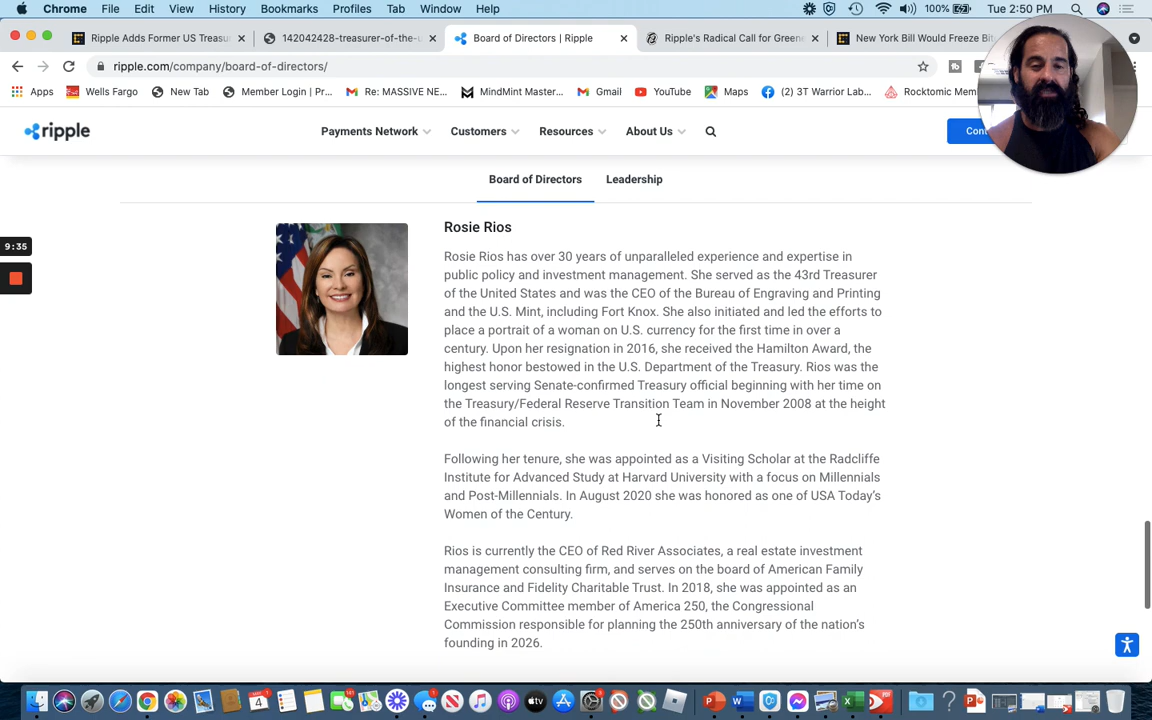 Chrome File Edit View History Bookmarks Profiles Tab Window Help 100% Tue 2:50 PM
Ripple Adds Former US Treasu
142042428-treasurer-of-the-u
Board of Directors | Ripple
Ripple's Radical Call for Greene
New York Bill Would Freeze Bit
ripple.com/company/board-of-directors/
Apps Wells Fargo New Tab Member Login | Pr... Re: MASSIVE NE... MindMint Master... Gmail YouTube Maps (2) 3T Warrior Lab... Rocktomic Mem
ripple Payments Network Customers Resources About Us Cont
Board of Directors Leadership
9:35
Rosie Rios
Rosie Rios has over 30 years of unparalleled experience and expertise in
public policy and investment management. She served as the 43rd Treasurer
of the United States and was the CEO of the Bureau of Engraving and Printing
and the U.S. Mint, including Fort Knox. She also initiated and led the efforts to
place a portrait of a woman on U.S. currency for the first time in over a
century. Upon her resignation in 2016, she received the Hamilton Award, the
highest honor bestowed in the U.S. Department of the Treasury. Rios was the
longest serving Senate-confirmed Treasury official beginning with her time on
the Treasury/Federal Reserve Transition Team in November 2008 at the height
of the financial crisis.
Following her tenure, she was appointed as a Visiting Scholar at the Radcliffe
Institute for Advanced Study at Harvard University with a focus on Millennials
and Post-Millennials. In August 2020 she was honored as one of USA Today's
Women of the Century.
Rios is currently the CEO of Red River Associates, a real estate investment
management consulting firm, and serves on the board of American Family
Insurance and Fidelity Charitable Trust. In 2018, she was appointed as an
Executive Committee member of America 250, the Congressional
Commission responsible for planning the 250th anniversary of the nation's
founding in 2026.